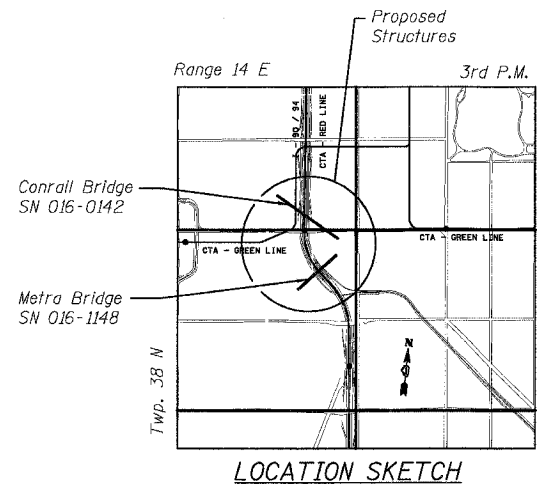 Proposed
Structures
Range 14 E
3rd P.M.
90 / 94
CTA - RED LINE
Conrail Bridge
SN 016-0142
CTA - GREEN LINE
CTA - GREEN LINE
Metra Bridge
SN 016-1148
Twp. 38 N
N
LOCATION SKETCH